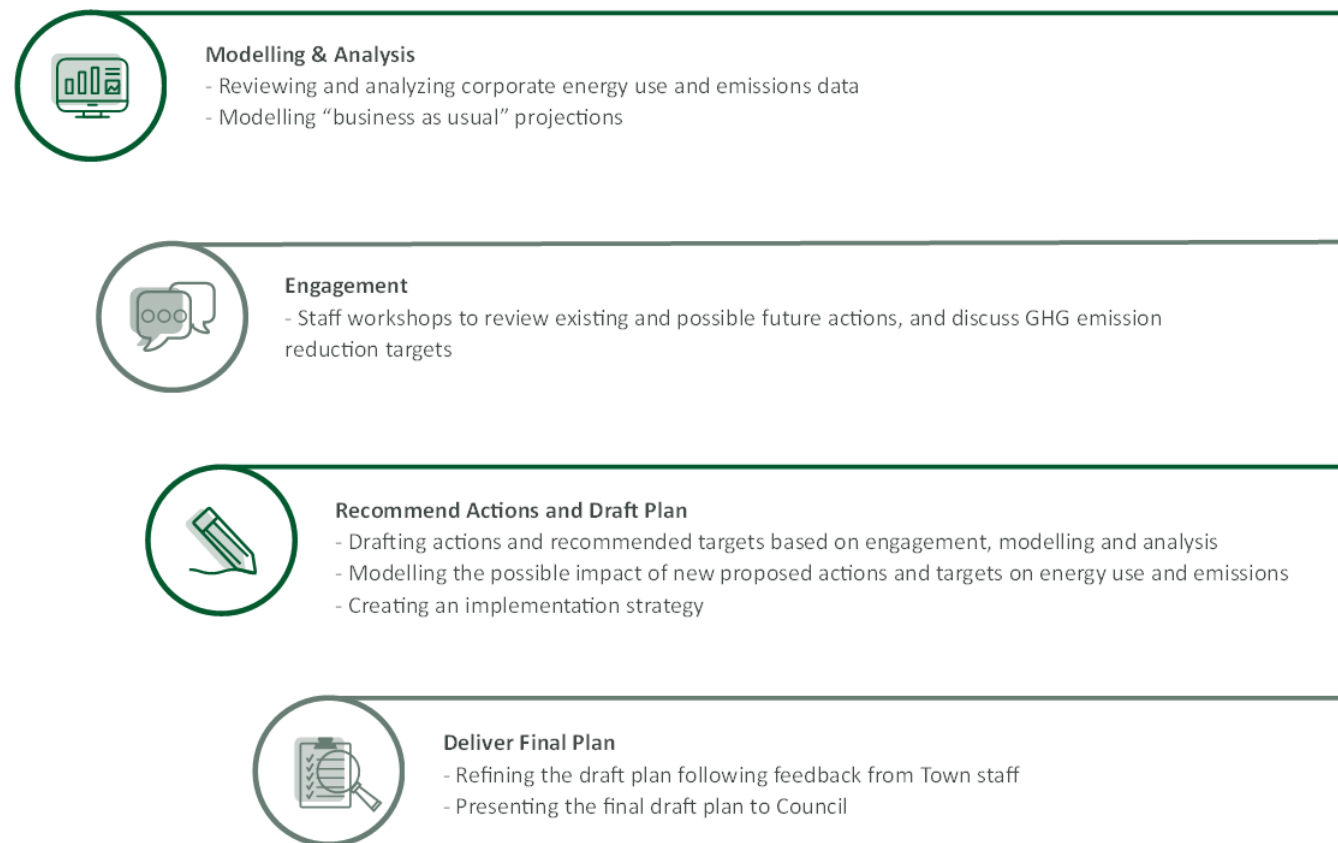 Modelling & Analysis
- Reviewing and analyzing corporate energy use and emissions data
- Modelling “business as usual” projections
Engagement
- Staff workshops to review existing and possible future actions, and discuss GHG emission
reduction targets
Recommend Actions and Draft Plan
- Drafting actions and recommended targets based on engagement, modelling and analysis
- Modelling the possible impact of new proposed actions and targets on energy use and emissions
- Creating an implementation strategy
Deliver Final Plan
- Refining the draft plan following feedback from Town staff
- Presenting the final draft plan to Council